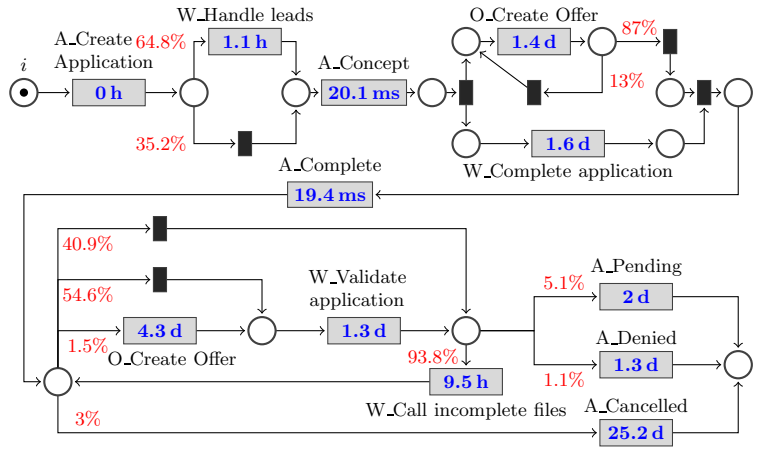 W_Handle leads
O_Create Offer
64.8%
1.1 h
1.4 d
87%
A_Create
Application
i
A_Concept
0 h
20.1 ms
13%
35.2%
1.6 d
A_Complete
W_Complete application
19.4 ms
40.9%
54.6%
W_Validate
application
A_Pending
5.1%
2 d
4.3 d
1.3 d
A_Denied
1.5%
O_Create Offer
93.8%
1.3 d
1.1%
9.5 h
W_Call incomplete files
A_Cancelled
3%
25.2 d